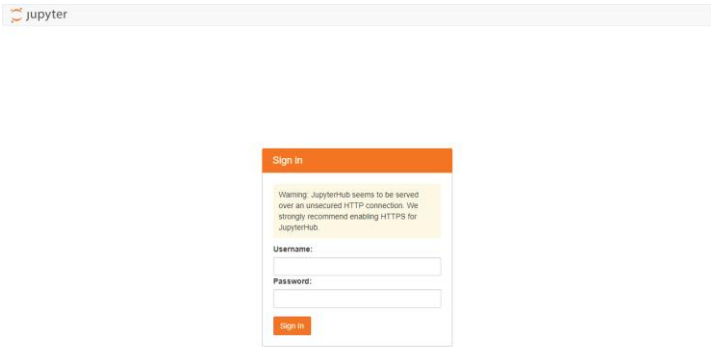 jupyter
Sign in
Warning: JupyterHub seems to be served
over an unsecured HTTP connection. We
strongly recommend enabling HTTPS for
JupyterHub.
Username:
Password:
Sign In